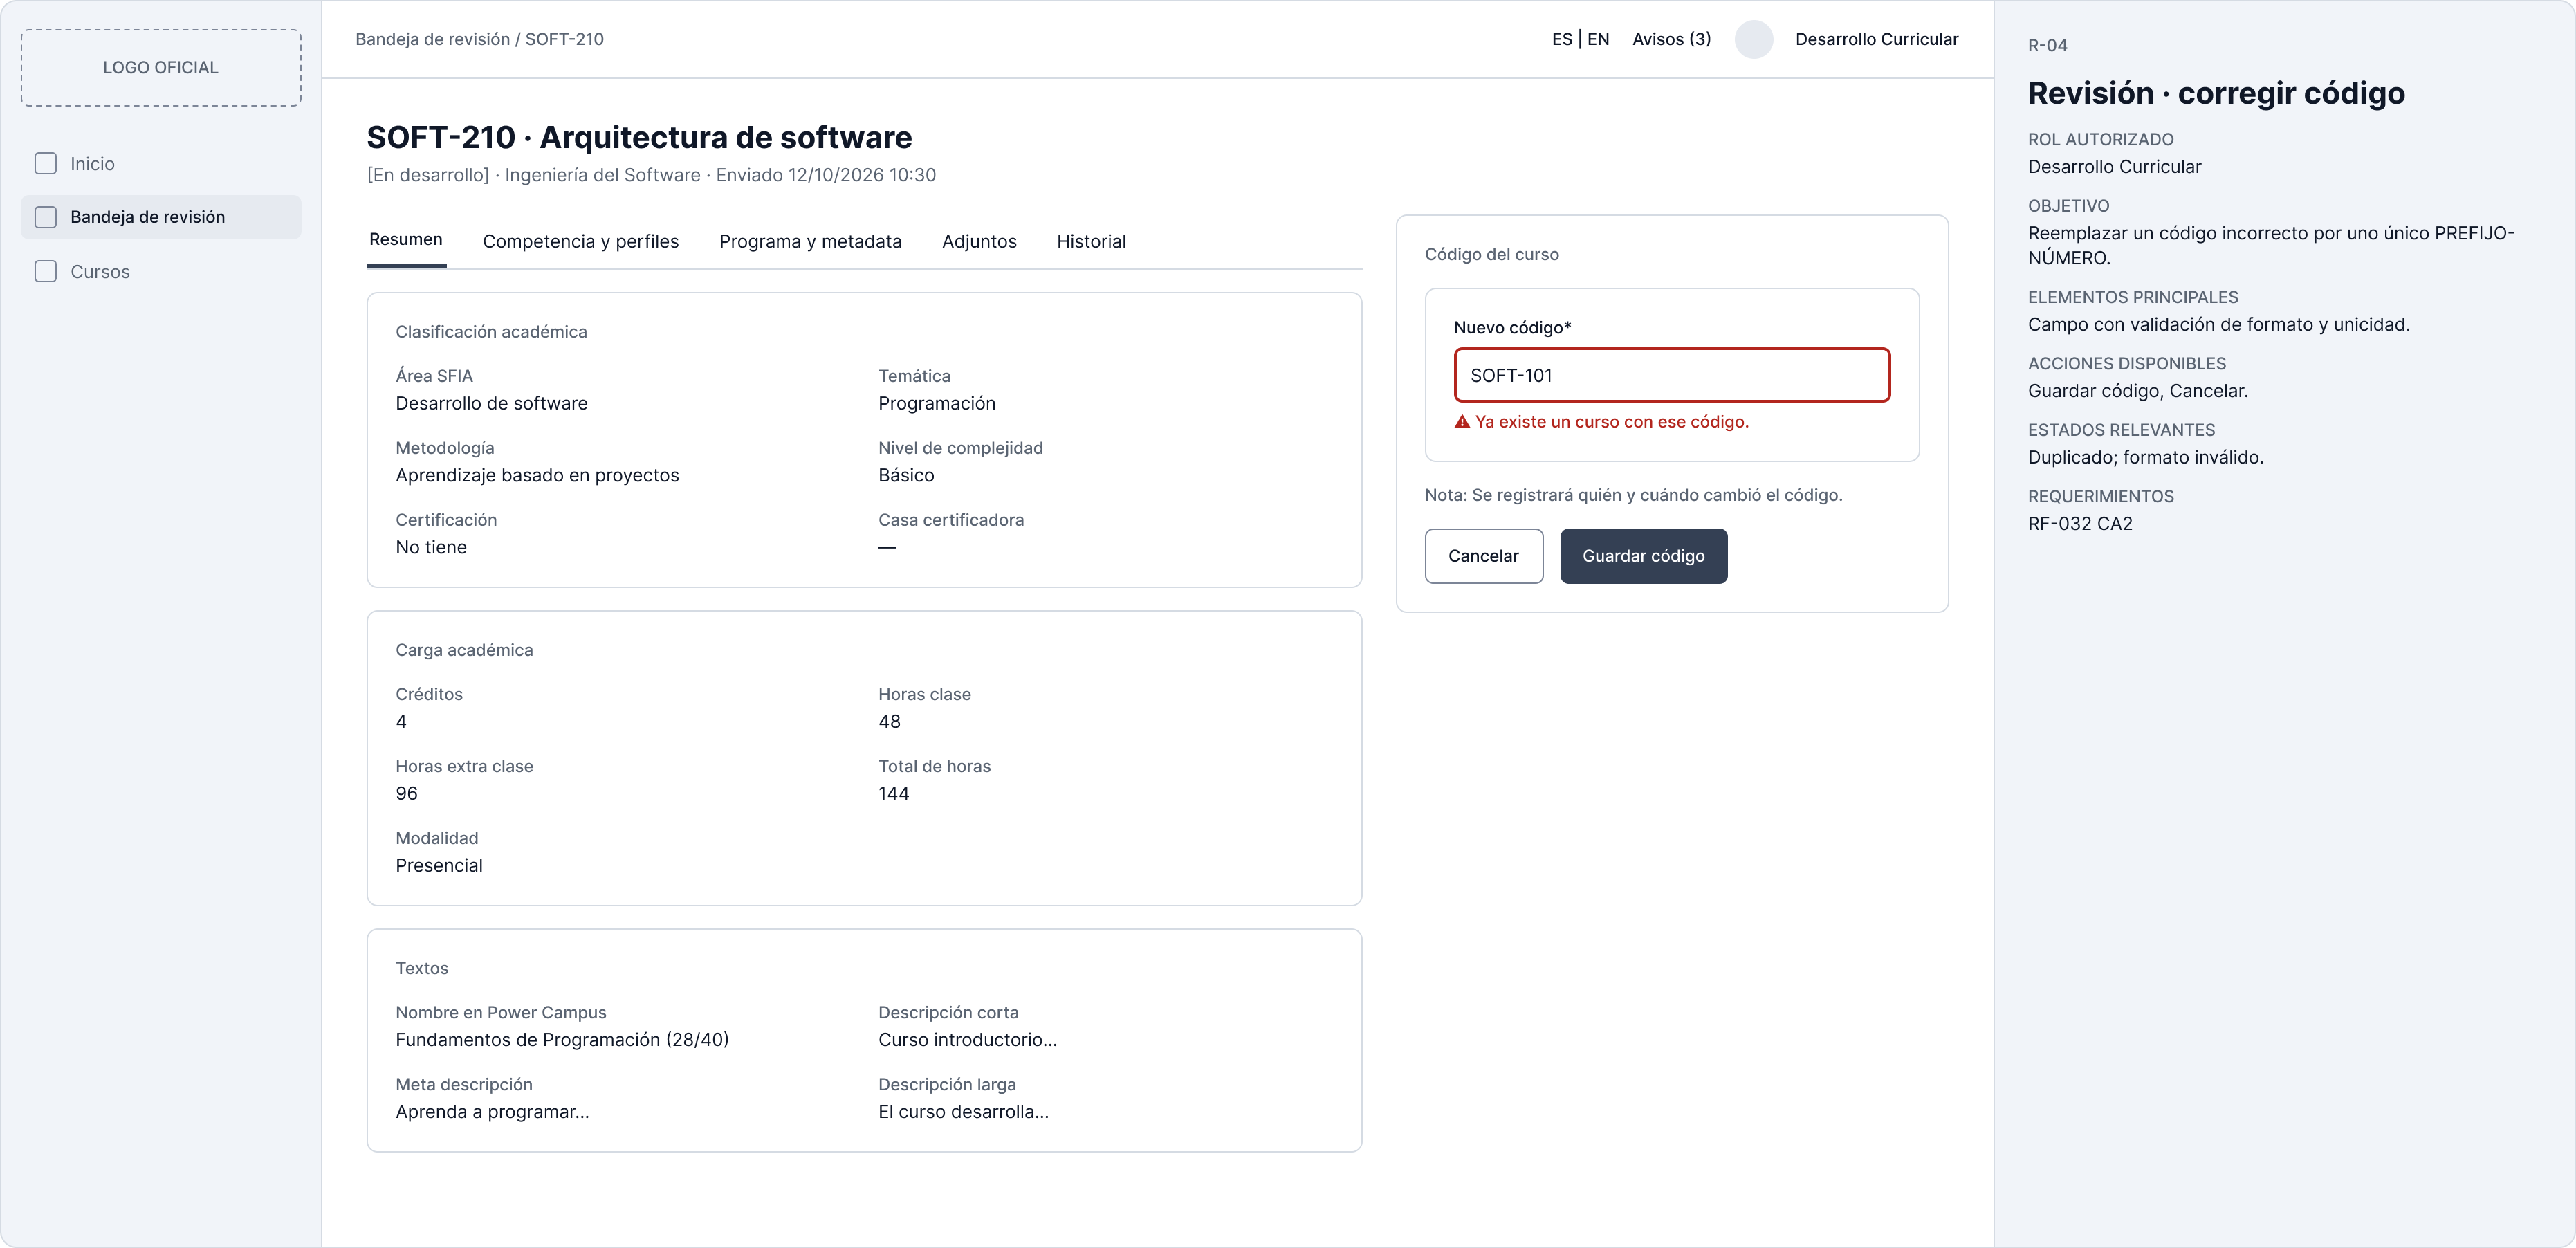 LOGO OFICIAL
Inicio
Bandeja de revisión
Cursos
Bandeja de revisión / SOFT-210
ES | EN
Avisos (3)
Desarrollo Curricular
SOFT-210 · Arquitectura de software
[En desarrollo] · Ingeniería del Software · Enviado 12/10/2026 10:30
Resumen
Competencia y perfiles
Programa y metadata
Adjuntos
Historial
Clasificación académica
Área SFIA
Desarrollo de software
Temática
Programación
Metodología
Aprendizaje basado en proyectos
Nivel de complejidad
Básico
Certificación
No tiene
Casa certificadora
—
Carga académica
Créditos
4
Horas clase
48
Horas extra clase
96
Total de horas
144
Modalidad
Presencial
Textos
Nombre en Power Campus
Fundamentos de Programación (28/40)
Descripción corta
Curso introductorio...
Meta descripción
Aprenda a programar...
Descripción larga
El curso desarrolla...
Código del curso
Nuevo código*
SOFT-101
Ya existe un curso con ese código.
Nota: Se registrará quién y cuándo cambió el código.
Cancelar
Guardar código
R-04
Revisión · corregir código
ROL AUTORIZADO
Desarrollo Curricular
OBJETIVO
Reemplazar un código incorrecto por uno único PREFIJO-
NÚMERO.
ELEMENTOS PRINCIPALES
Campo con validación de formato y unicidad.
ACCIONES DISPONIBLES
Guardar código, Cancelar.
ESTADOS RELEVANTES
Duplicado; formato inválido.
REQUERIMIENTOS
RF-032 CA2